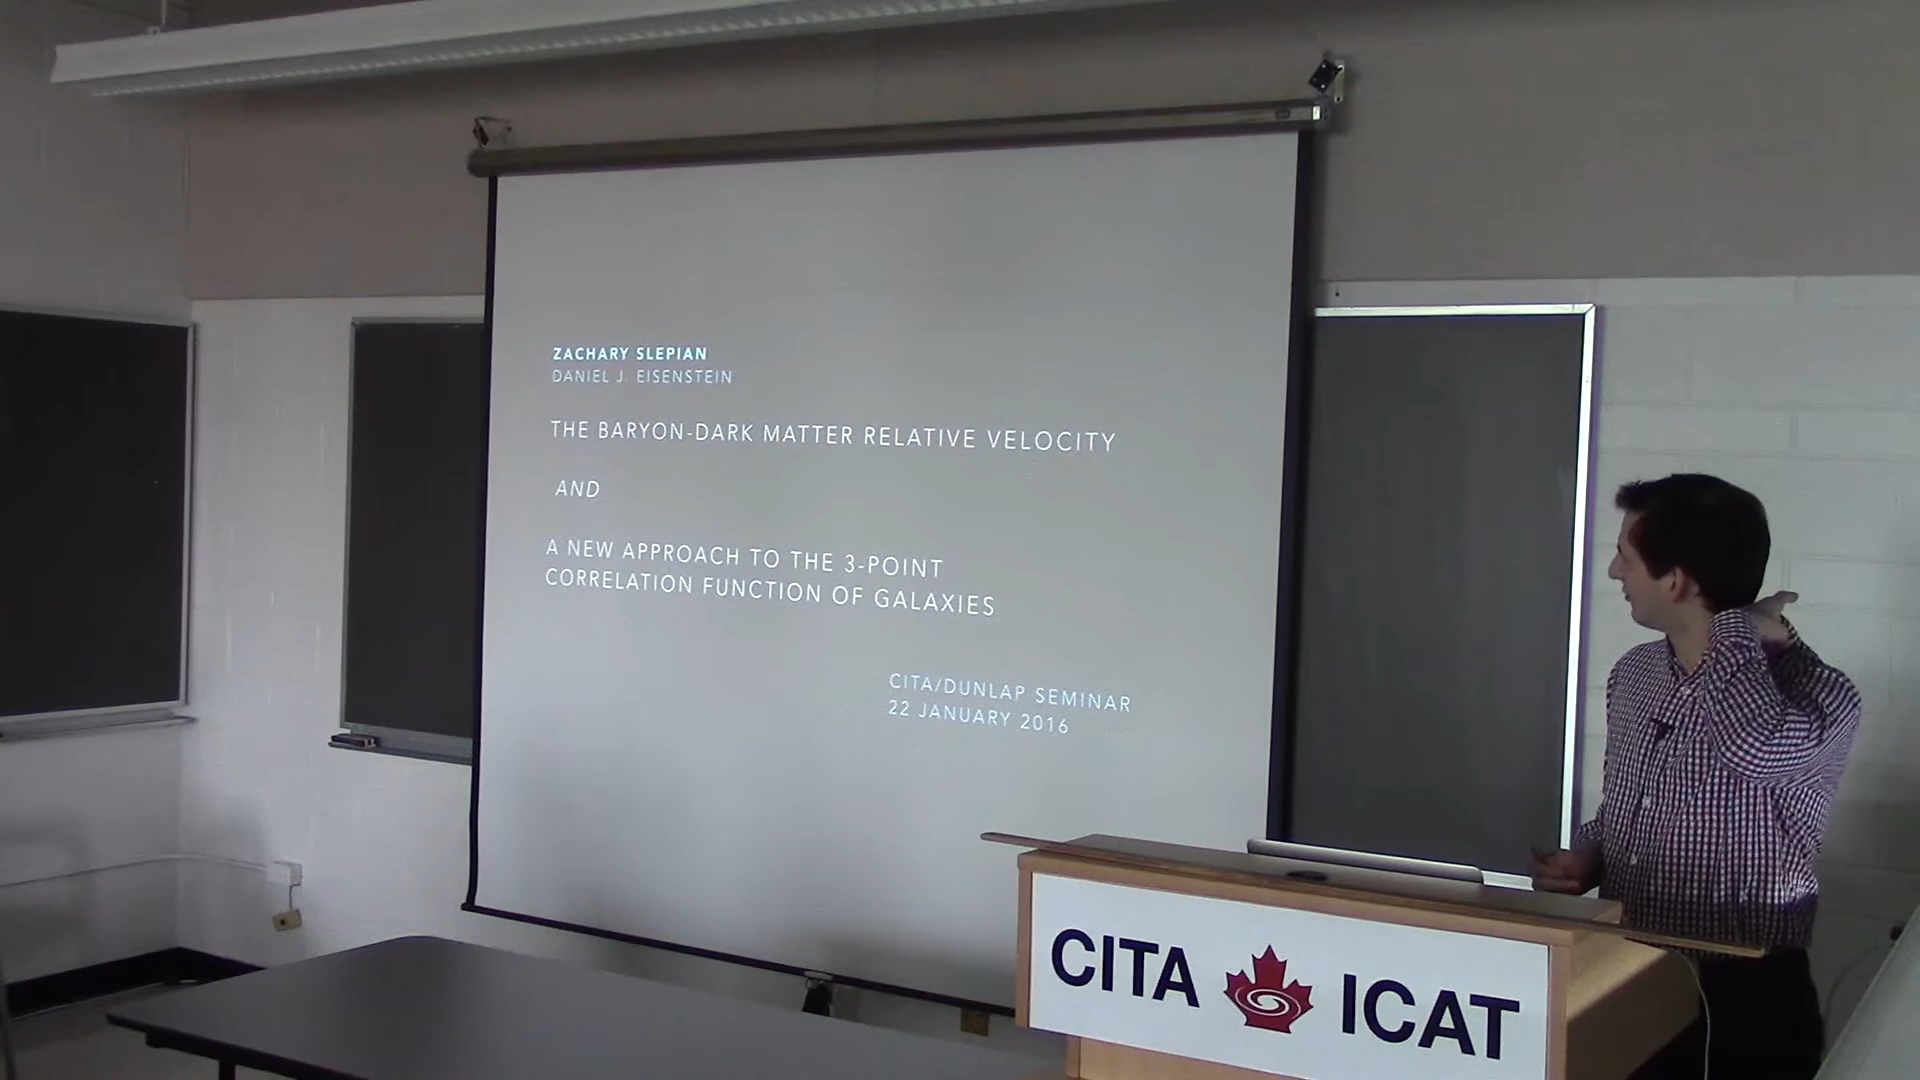 ZACHARY SLEPIAN
DANIEL J. EISENSTEIN
THE BARYON-DARK MATTER RELATIVE VELOCITY
AND
A NEW APPROACH TO THE 3-POINT
CORRELATION FUNCTION OF GALAXIES
CITA/DUNLAP SEMINAR
22 JANUARY 2016
CITA ICAT